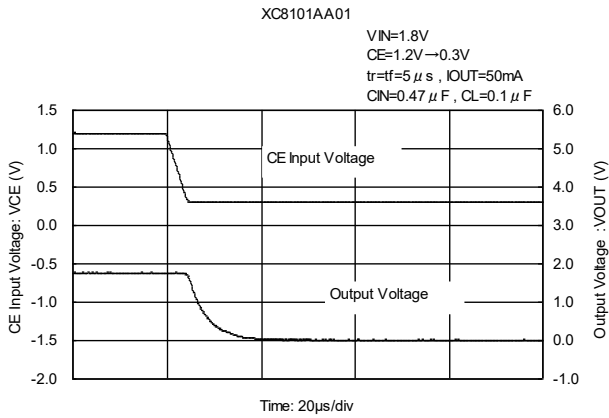 XC8101AA01
VIN=1.8V
CE=1.2V→0.3V
tr=tf=5μs , IOUT=50mA
CIN=0.47μF , CL=0.1μF
1.5
1.0
0.5
0.0
-0.5
-1.0
-1.5
-2.0
CE Input Voltage: VCE (V)
CE Input Voltage
Output Voltage
6.0
5.0
4.0
3.0
2.0
1.0
0.0
-1.0
Output Voltage :VOUT (V)
Time: 20μs/div